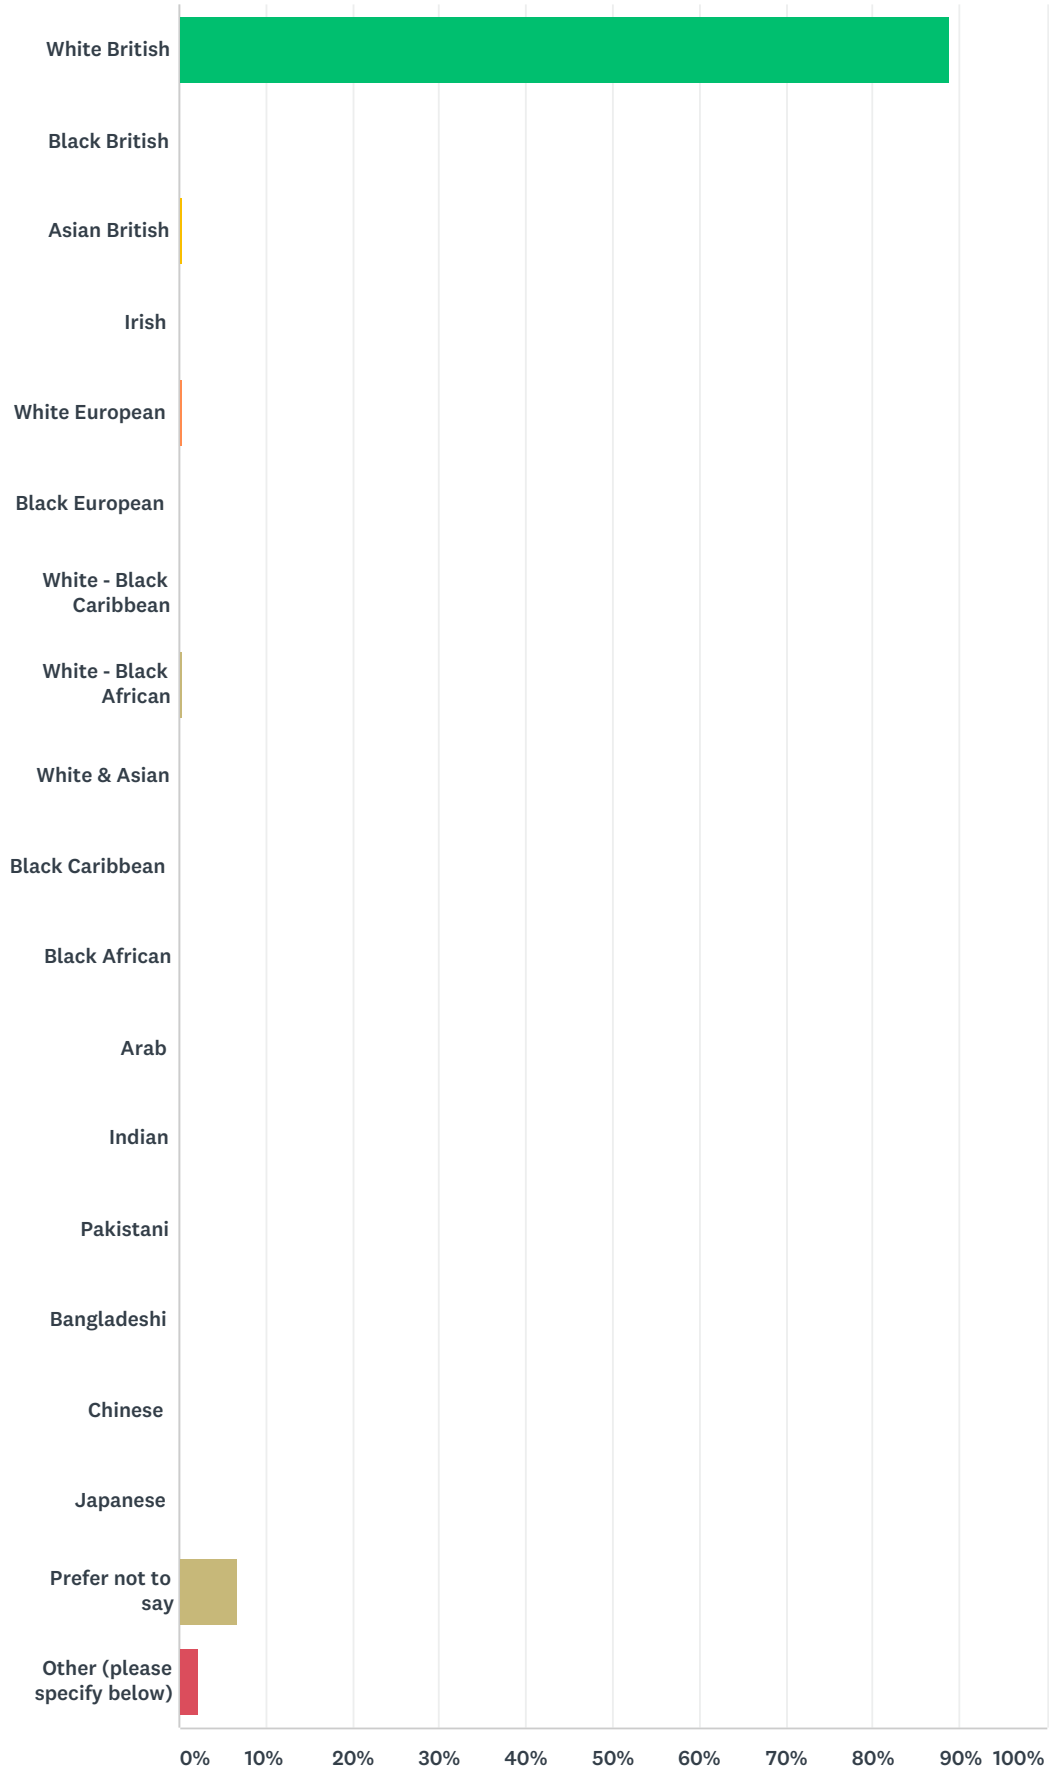 White British
Black British
Asian British
Irish
White European
Black European
White - Black
Caribbean
White - Black
African
White & Asian
Black Caribbean
Black African
Arab
Indian
Pakistani
Bangladeshi
Chinese
Japanese
Prefer not to
say
Other (please
specify below)
0% 10% 20% 30% 40% 50% 60% 70% 80% 90% 100%